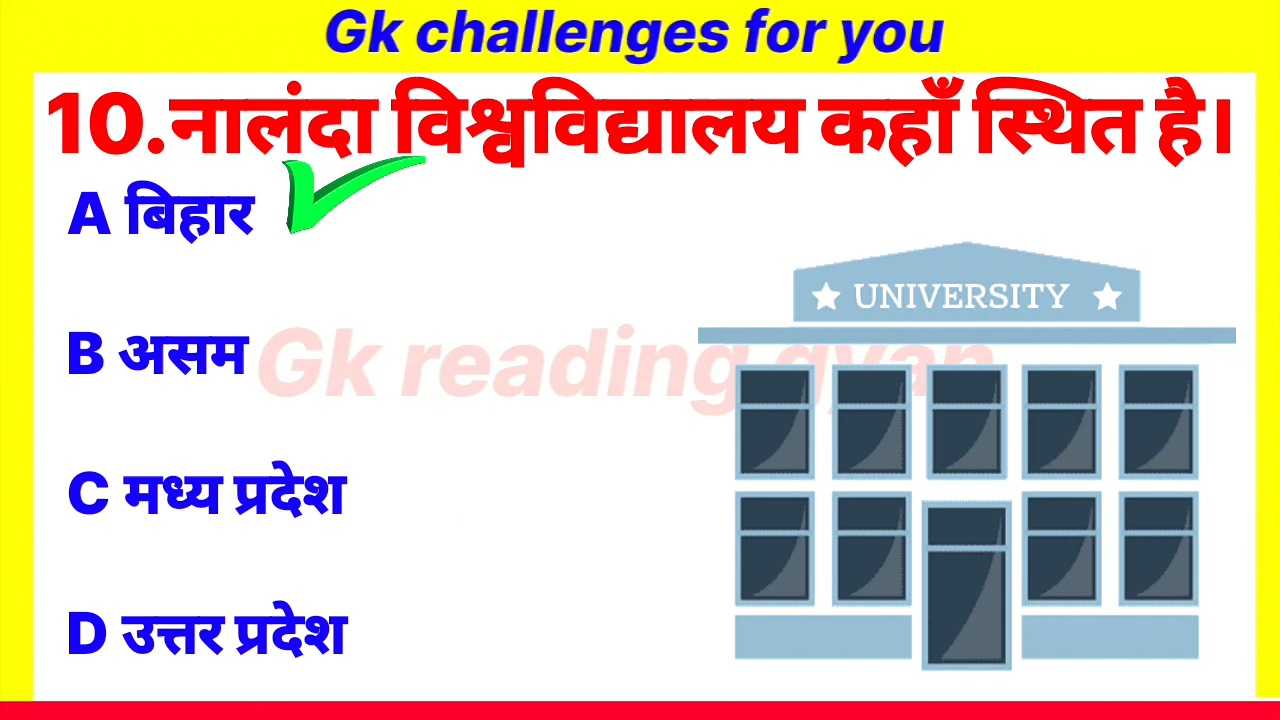 Gk challenges for you
10.नालंदा विश्वविद्यालय कहाँ स्थित है।
A बिहार
B असम
Gk reading gyan
C मध्य प्रदेश
D उत्तर प्रदेश
UNIVERSITY